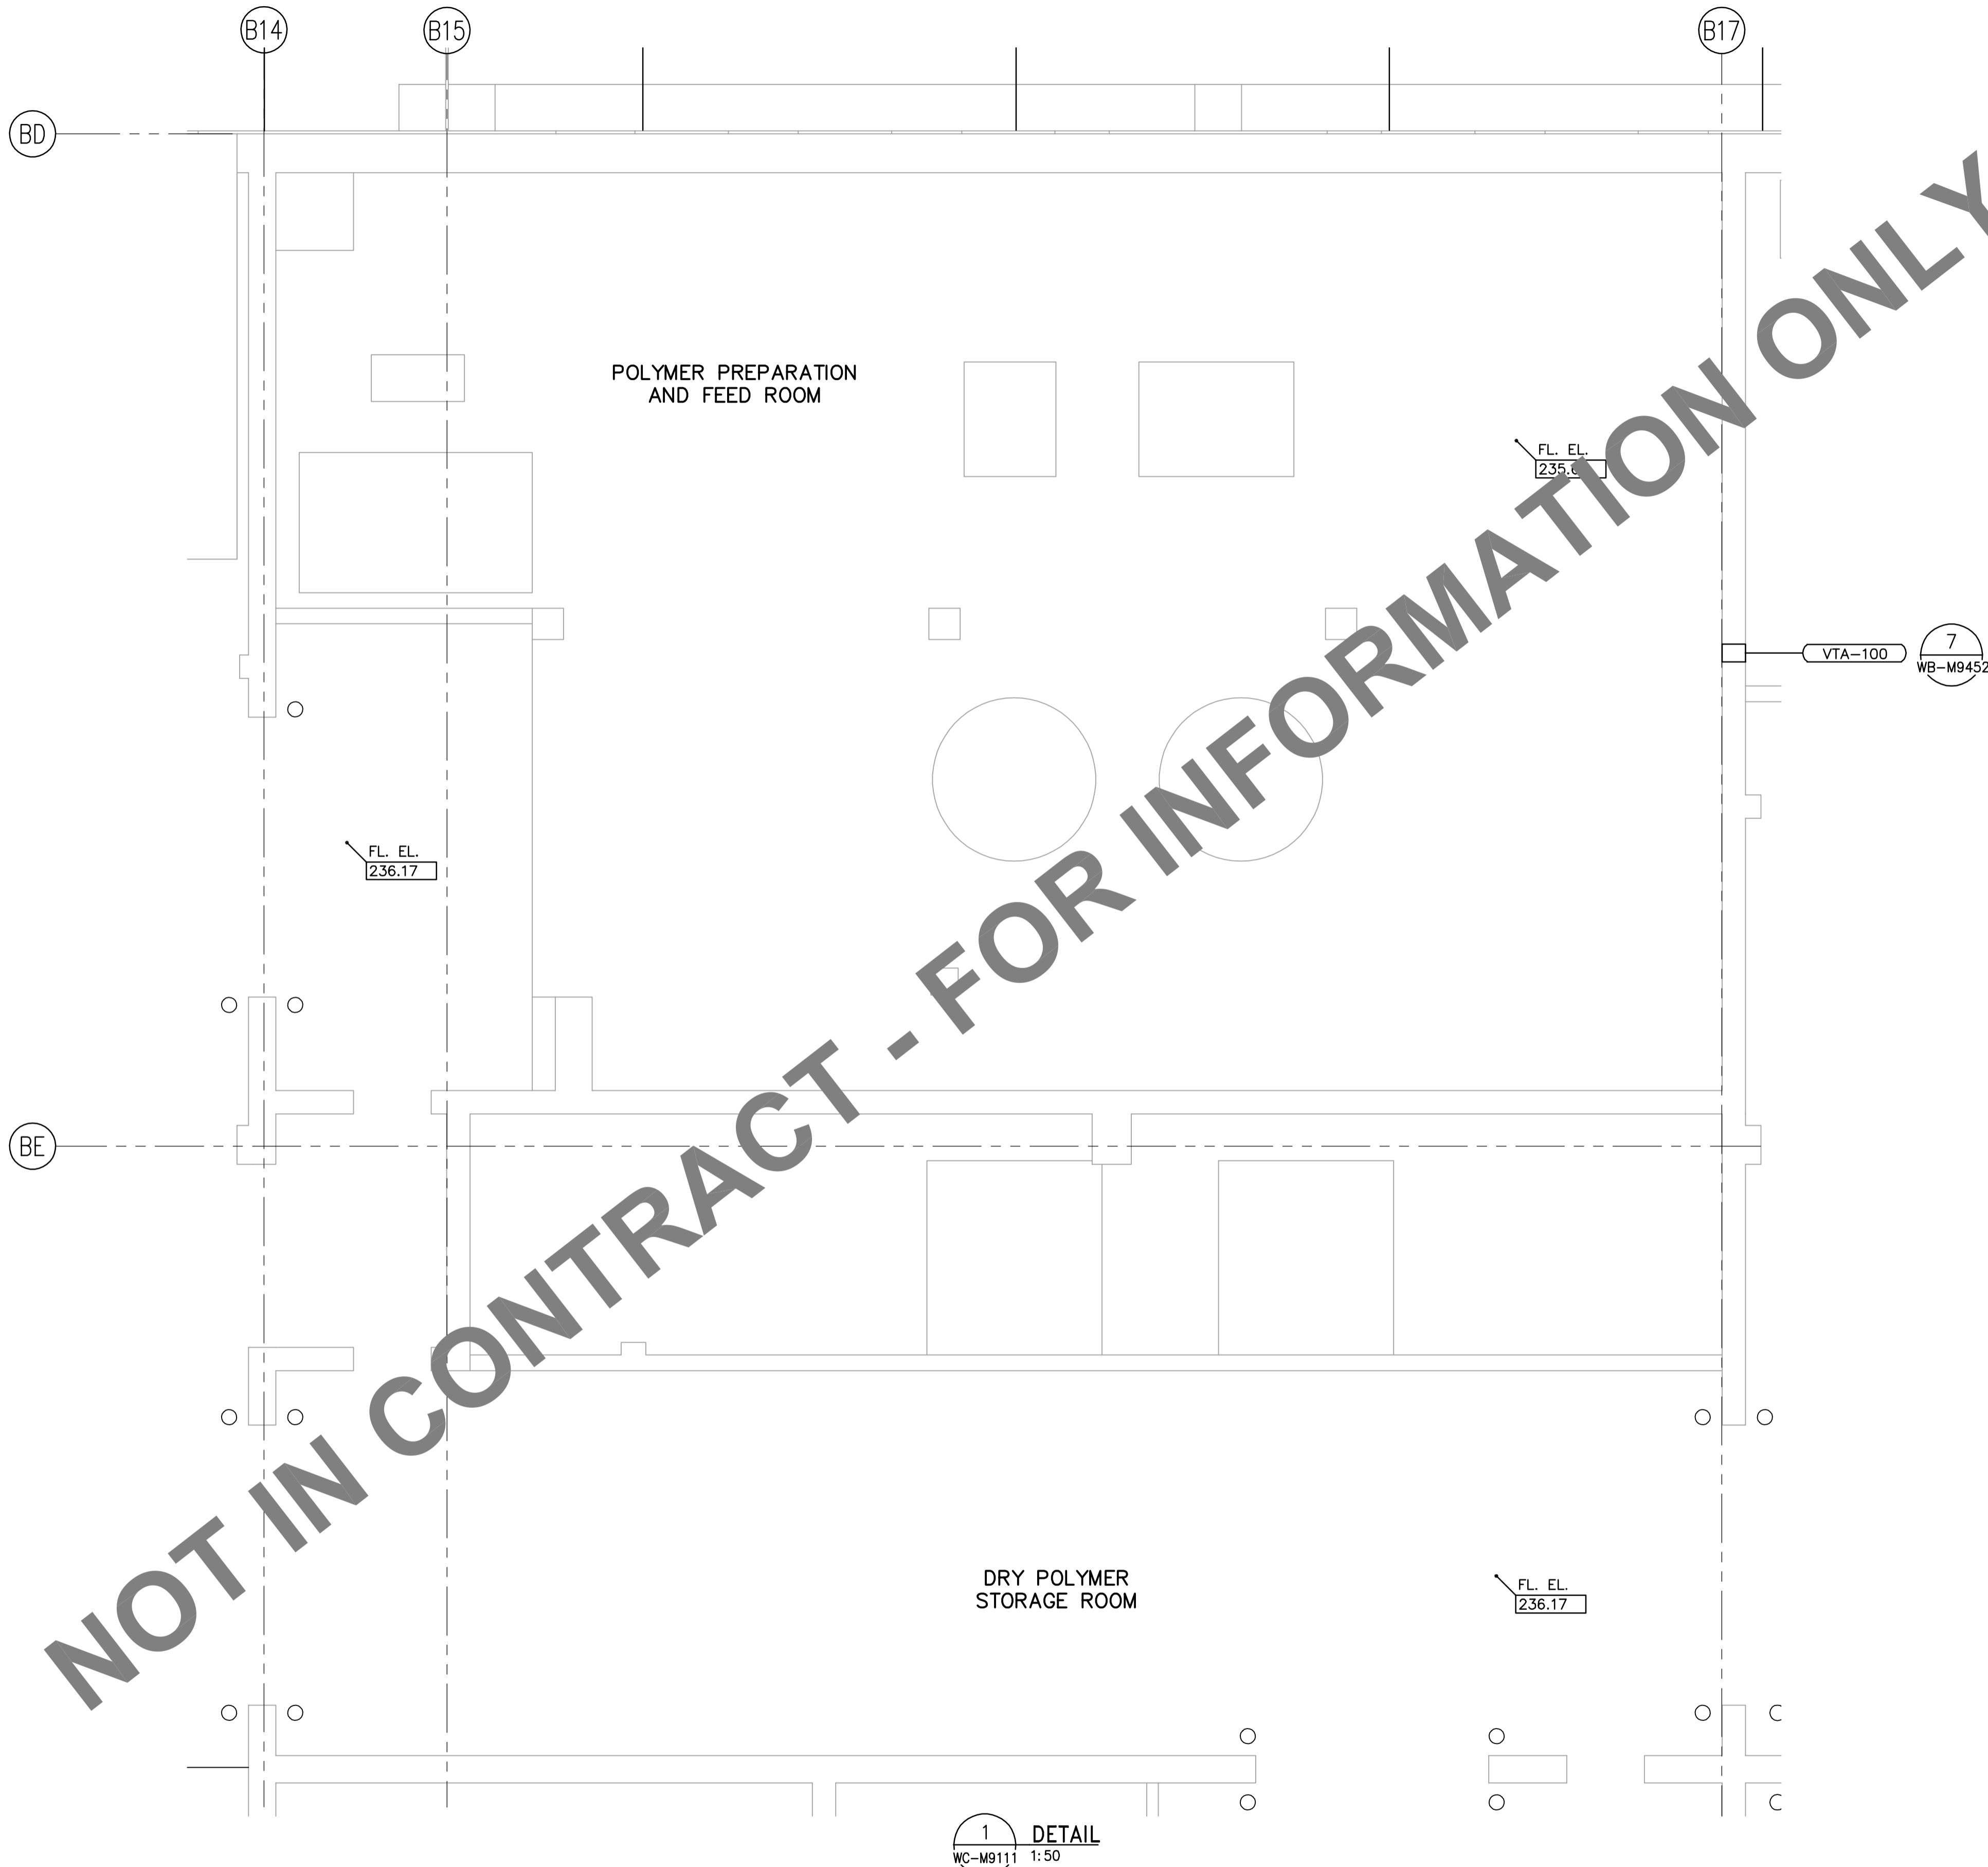 B14
B15
B17
BD
POLYMER PREPARATION
AND FEED ROOM
FL. EL.
235.
VTA-100
7
WB-M9452
FL. EL.
236.17
BE
NOT IN CONTRACT - FOR INFORMATION ONLY
DRY POLYMER
STORAGE ROOM
FL. EL.
236.17
1
WC-M9111
DETAIL
1:50